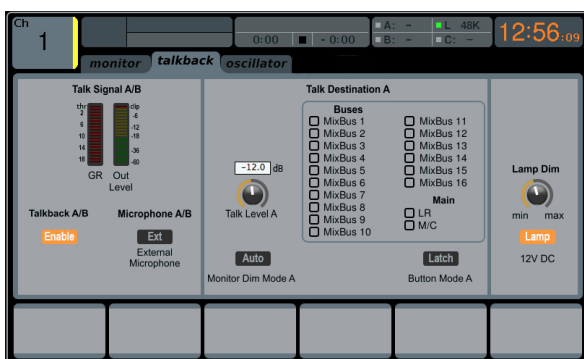 Ch
1
0:00 - 0:00
A: - L 48K
B: - C: -
12:56:09
monitor talkback oscillator
Talk Signal A/B
thr
2
6
10
14
18
clip
-6
-12
-18
-36
-60
GR
Out
Level
Talkback A/B
Enable
Microphone A/B
Ext
External
Microphone
Talk Destination A
-12.0 dB
Talk Level A
Auto
Monitor Dim Mode A
Buses
MixBus 1
MixBus 2
MixBus 3
MixBus 4
MixBus 5
MixBus 6
MixBus 7
MixBus 8
MixBus 9
MixBus 10
MixBus 11
MixBus 12
MixBus 13
MixBus 14
MixBus 15
MixBus 16
Main
LR
M/C
Latch
Button Mode A
Lamp Dim
min max
Lamp
12V DC